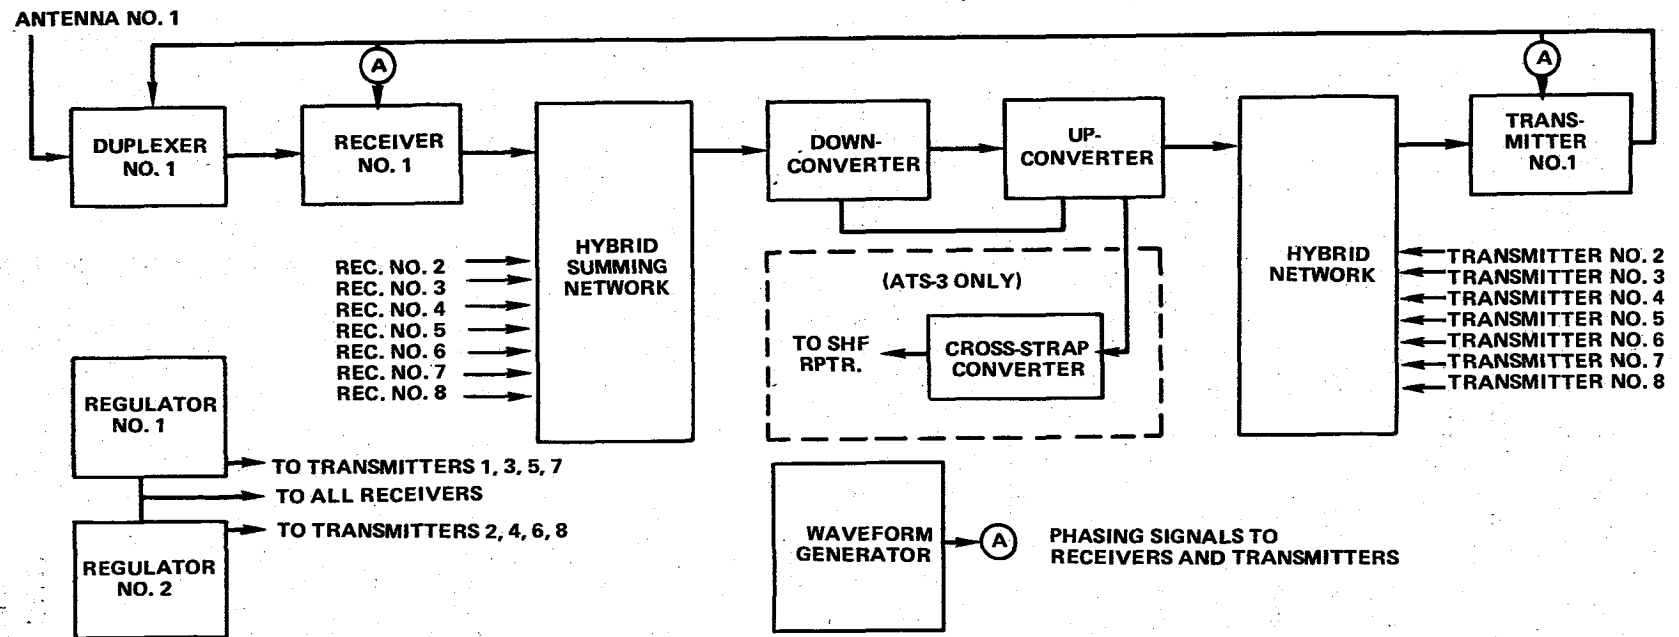 ANTENNA NO. 1
A
A
DUPLEXER
NO. 1
RECEIVER
NO. 1
DOWN-
CONVERTER
UP-
CONVERTER
TRANS-
MITTER
NO.1
HYBRID
SUMMING
NETWORK
REC. NO. 2
REC. NO. 3
REC. NO. 4
REC. NO. 5
REC. NO. 6
REC. NO. 7
REC. NO. 8
(ATS-3 ONLY)
TO SHF
RPTR.
CROSS-STRAP
CONVERTER
HYBRID
NETWORK
TRANSMITTER NO. 2
TRANSMITTER NO. 3
TRANSMITTER NO. 4
TRANSMITTER NO. 5
TRANSMITTER NO. 6
TRANSMITTER NO. 7
TRANSMITTER NO. 8
REGULATOR
NO. 1
TO TRANSMITTERS 1, 3, 5, 7
TO ALL RECEIVERS
TO TRANSMITTERS 2, 4, 6, 8
REGULATOR
NO. 2
WAVEFORM
GENERATOR
A
PHASING SIGNALS TO
RECEIVERS AND TRANSMITTERS